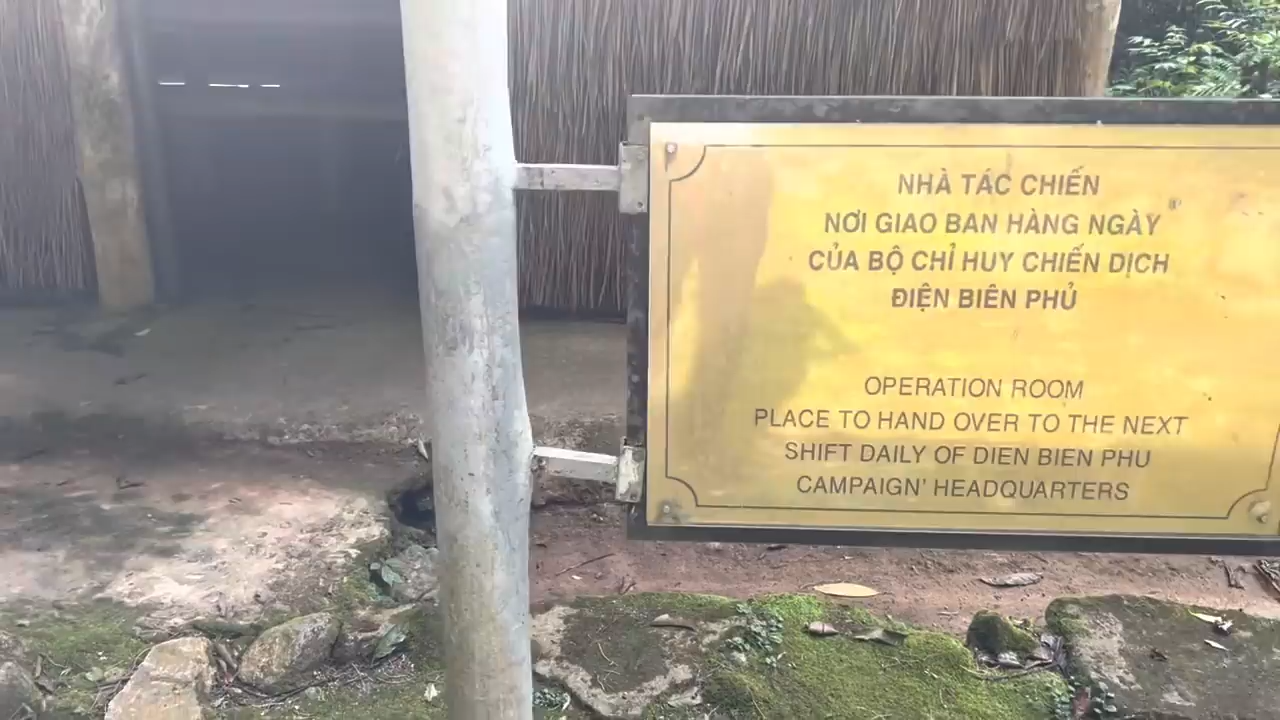 NHÀ TÁC CHIẾN
NƠI GIAO BAN HÀNG NGÀY
CỦA BỘ CHỈ HUY CHIẾN DỊCH
ĐIỆN BIÊN PHỦ
OPERATION ROOM
PLACE TO HAND OVER TO THE NEXT
SHIFT DAILY OF DIEN BIEN PHU
CAMPAIGN' HEADQUARTERS